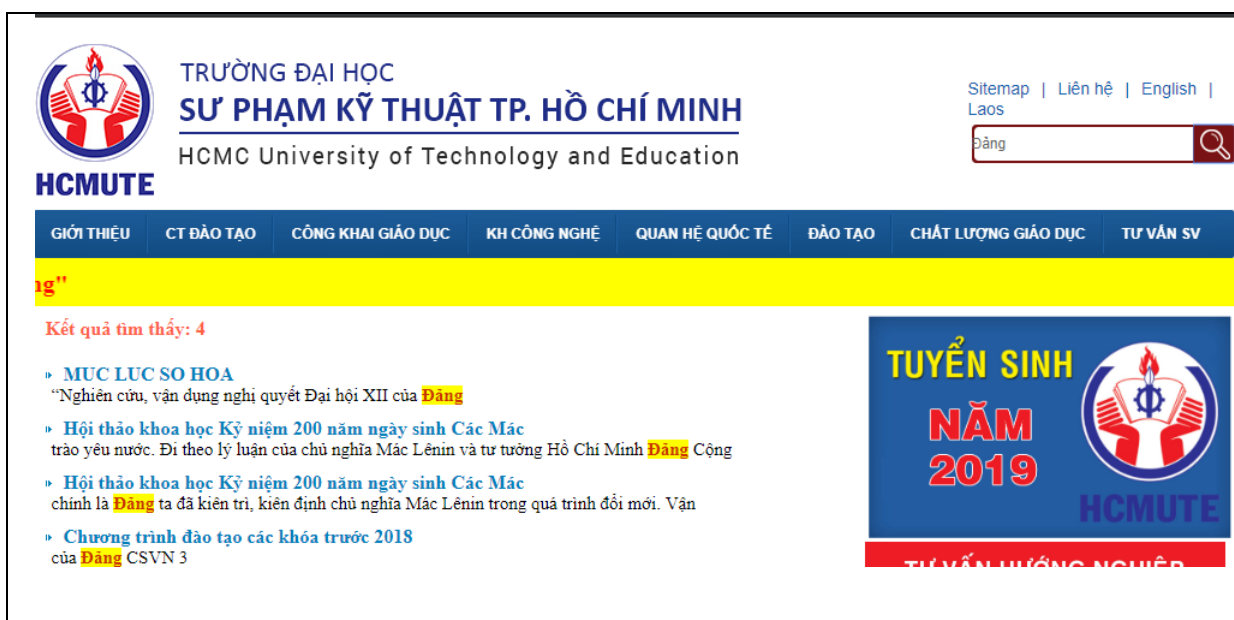 TRƯỜNG ĐẠI HỌC
SƯ PHẠM KỸ THUẬT TP. HỒ CHÍ MINH
HCMC University of Technology and Education
HCMUTE
Sitemap | Liên hệ | English |
Laos
Đảng
GIỚI THIỆU CT ĐÀO TẠO CÔNG KHAI GIÁO DỤC KH CÔNG NGHỆ QUAN HỆ QUỐC TẾ ĐÀO TẠO CHẤT LƯỢNG GIÁO DỤC TƯ VẤN SV
ng"
Kết quả tìm thấy: 4
MUC LUC SO HOA
“Nghiên cứu, vận dụng nghị quyết Đại hội XII của Đảng
Hội thảo khoa học Kỷ niệm 200 năm ngày sinh Các Mác
trào yêu nước. Đi theo lý luận của chủ nghĩa Mác Lênin và tư tưởng Hồ Chí Minh Đảng Cộng
Hội thảo khoa học Kỷ niệm 200 năm ngày sinh Các Mác
chính là Đảng ta đã kiên trì, kiên định chủ nghĩa Mác Lênin trong quá trình đổi mới. Vận
Chương trình đào tạo các khóa trước 2018
của Đảng CSVN 3
TUYỂN SINH
NĂM
2019
HCMUTE
TƯ VẤN HƯỚNG NGHIỆP